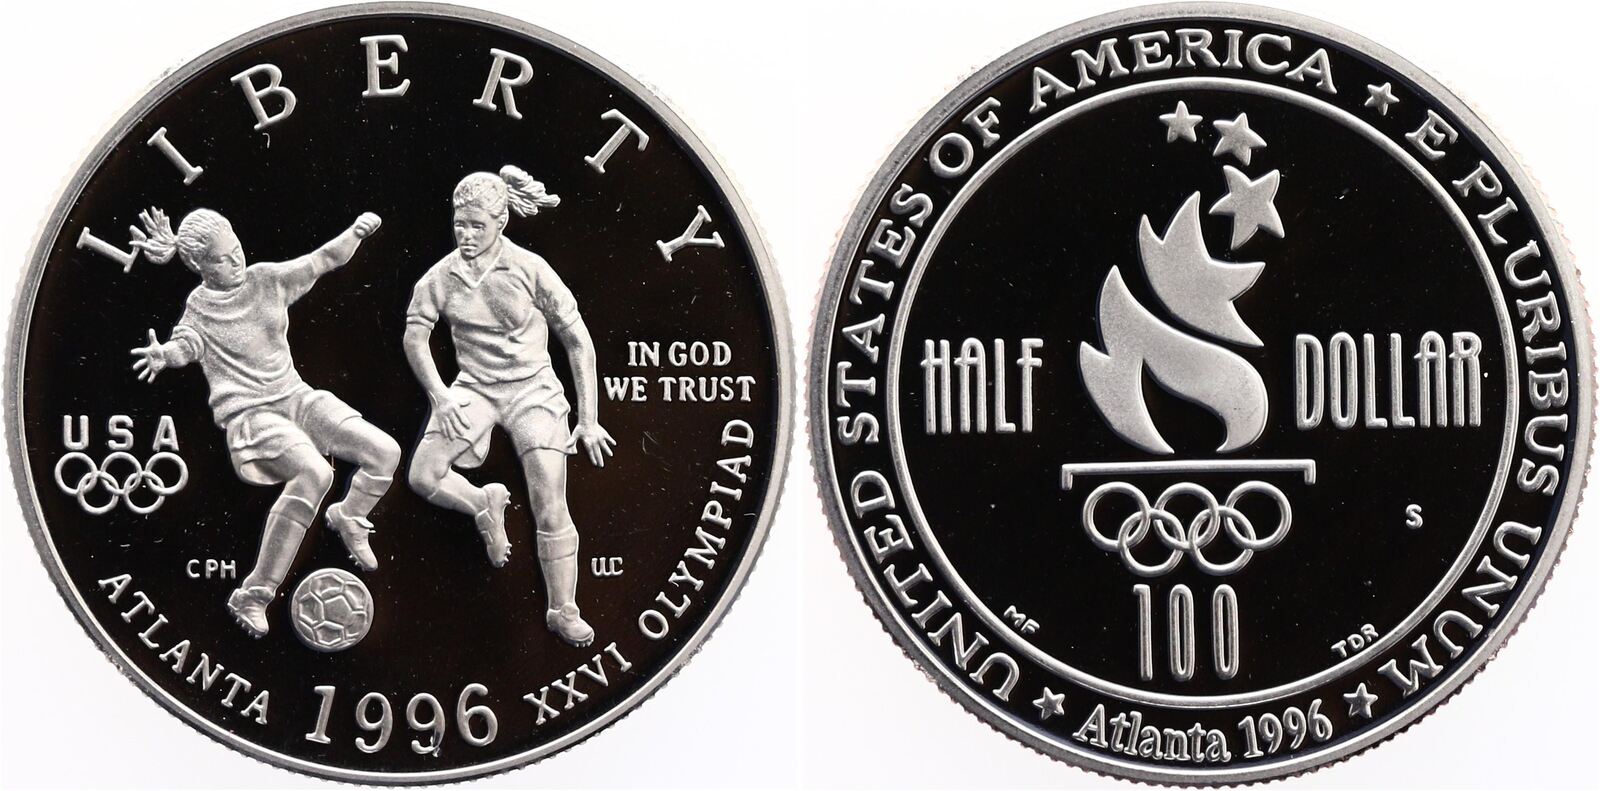 LIBERTY
IN GOD
WE TRUST
USA
CPH
UC
ATLANTA 1996 XXVI OLYMPIAD
UNITED STATES OF AMERICA ★ E PLURIBUS UNUM ★
HALF DOLLAR
S
100
MF
TDR
★ Atlanta 1996